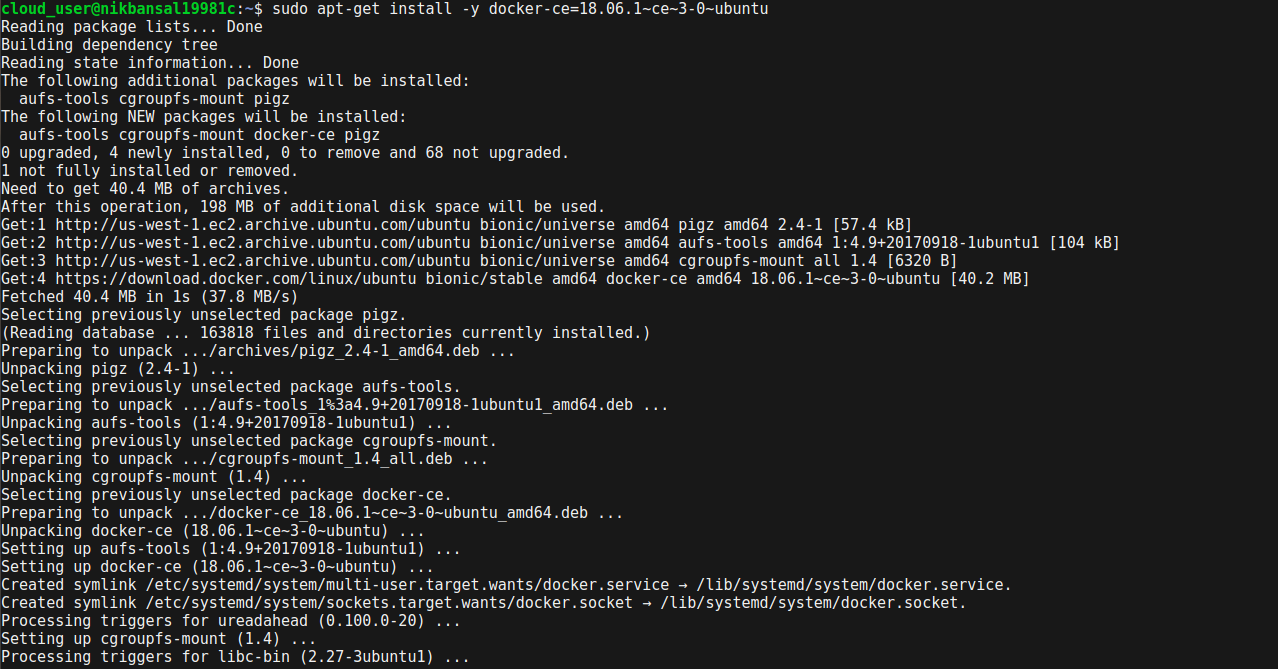 cloud_user@nikbansal19981c:~$ sudo apt-get install -y docker-ce=18.06.1~ce~3-0~ubuntu
Reading package lists... Done
Building dependency tree
Reading state information... Done
The following additional packages will be installed:
  aufs-tools cgroupfs-mount pigz
The following NEW packages will be installed:
  aufs-tools cgroupfs-mount docker-ce pigz
0 upgraded, 4 newly installed, 0 to remove and 68 not upgraded.
1 not fully installed or removed.
Need to get 40.4 MB of archives.
After this operation, 198 MB of additional disk space will be used.
Get:1 http://us-west-1.ec2.archive.ubuntu.com/ubuntu bionic/universe amd64 pigz amd64 2.4-1 [57.4 kB]
Get:2 http://us-west-1.ec2.archive.ubuntu.com/ubuntu bionic/universe amd64 aufs-tools amd64 1:4.9+20170918-1ubuntu1 [104 kB]
Get:3 http://us-west-1.ec2.archive.ubuntu.com/ubuntu bionic/universe amd64 cgroupfs-mount all 1.4 [6320 B]
Get:4 https://download.docker.com/linux/ubuntu bionic/stable amd64 docker-ce amd64 18.06.1~ce~3-0~ubuntu [40.2 MB]
Fetched 40.4 MB in 1s (37.8 MB/s)
Selecting previously unselected package pigz.
(Reading database ... 163818 files and directories currently installed.)
Preparing to unpack .../archives/pigz_2.4-1_amd64.deb ...
Unpacking pigz (2.4-1) ...
Selecting previously unselected package aufs-tools.
Preparing to unpack .../aufs-tools_1%3a4.9+20170918-1ubuntu1_amd64.deb ...
Unpacking aufs-tools (1:4.9+20170918-1ubuntu1) ...
Selecting previously unselected package cgroupfs-mount.
Preparing to unpack .../cgroupfs-mount_1.4_all.deb ...
Unpacking cgroupfs-mount (1.4) ...
Selecting previously unselected package docker-ce.
Preparing to unpack .../docker-ce_18.06.1~ce~3-0~ubuntu_amd64.deb ...
Unpacking docker-ce (18.06.1~ce~3-0~ubuntu) ...
Setting up aufs-tools (1:4.9+20170918-1ubuntu1) ...
Setting up docker-ce (18.06.1~ce~3-0~ubuntu) ...
Created symlink /etc/systemd/system/multi-user.target.wants/docker.service → /lib/systemd/system/docker.service.
Created symlink /etc/systemd/system/sockets.target.wants/docker.socket → /lib/systemd/system/docker.socket.
Processing triggers for ureadahead (0.100.0-20) ...
Setting up cgroupfs-mount (1.4) ...
Processing triggers for libc-bin (2.27-3ubuntu1) ...